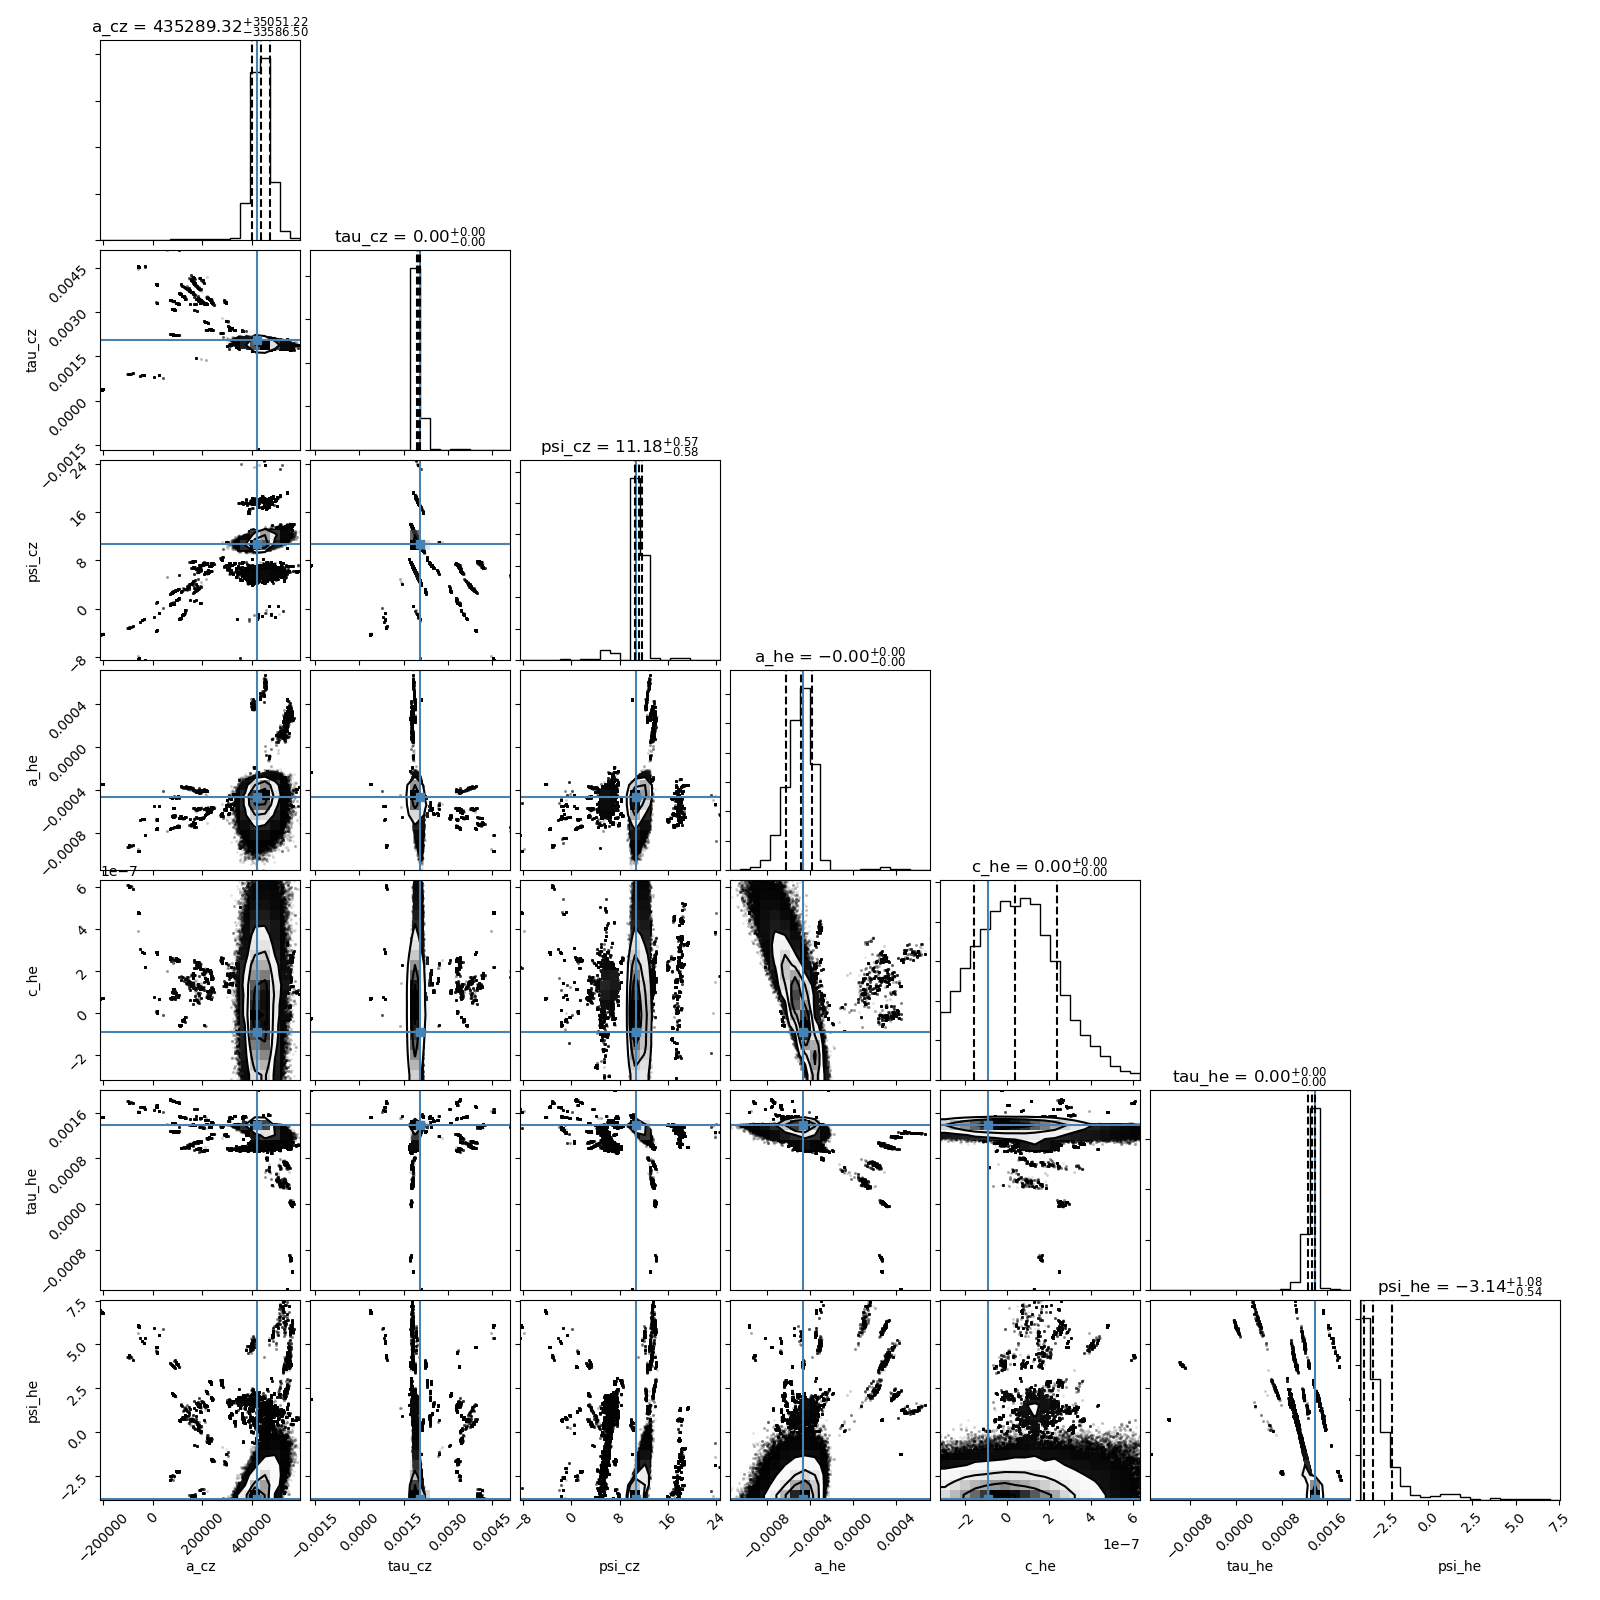 a_cz = 435289.32 +35051.22 −33586.50
tau_cz = 0.00 +0.00 −0.00
0.0045
0.0030
0.0015
0.0000
−0.0015
tau_cz
psi_cz = 11.18 +0.57 −0.58
24
16
8
0
−8
psi_cz
a_he = −0.00 +0.00 −0.00
0.0004
0.0000
−0.0004
−0.0008
a_he
1e−7
c_he = 0.00 +0.00 −0.00
6
4
2
0
−2
c_he
tau_he = 0.00 +0.00 −0.00
0.0016
0.0008
0.0000
−0.0008
tau_he
psi_he = −3.14 +1.08 −0.54
7.5
5.0
2.5
0.0
−2.5
psi_he
−200000 0 200000 400000
−0.0015 0.0000 0.0015 0.0030 0.0045
−8 0 8 16 24
−0.0008 −0.0004 0.0000 0.0004
−2 0 2 4 6
−0.0008 0.0000 0.0008 0.0016
−2.5 0.0 2.5 5.0 7.5
1e−7
a_cz tau_cz psi_cz a_he c_he tau_he psi_he